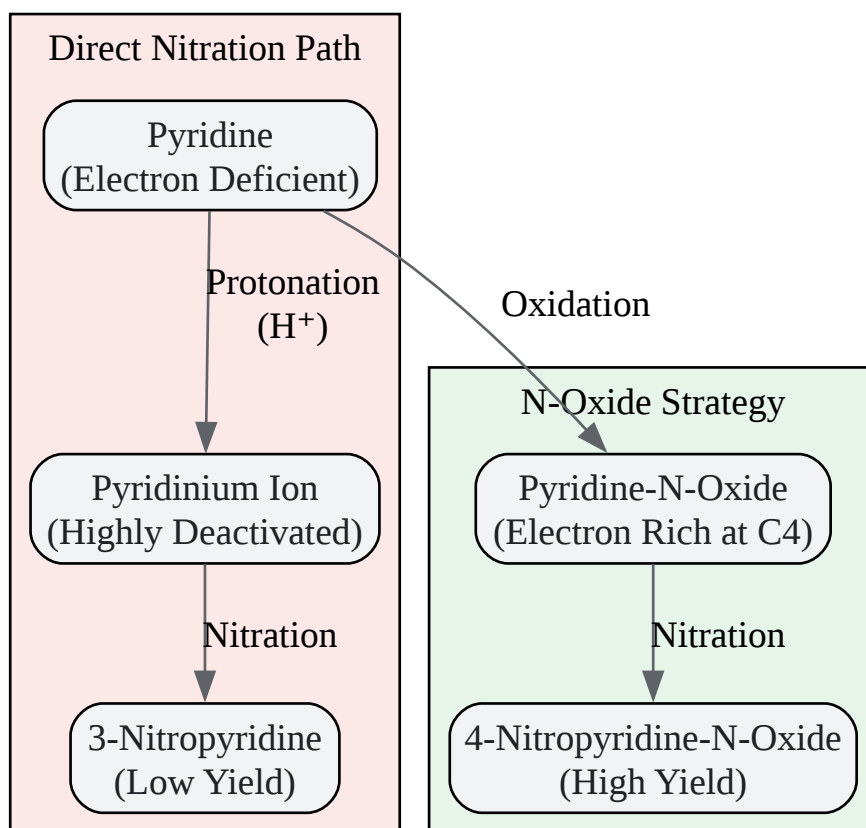 Direct Nitration Path
Pyridine
(Electron Deficient)
Protonation
(H⁺)
Oxidation
N-Oxide Strategy
Pyridinium Ion
(Highly Deactivated)
Pyridine-N-Oxide
(Electron Rich at C4)
Nitration
Nitration
3-Nitropyridine
(Low Yield)
4-Nitropyridine-N-Oxide
(High Yield)